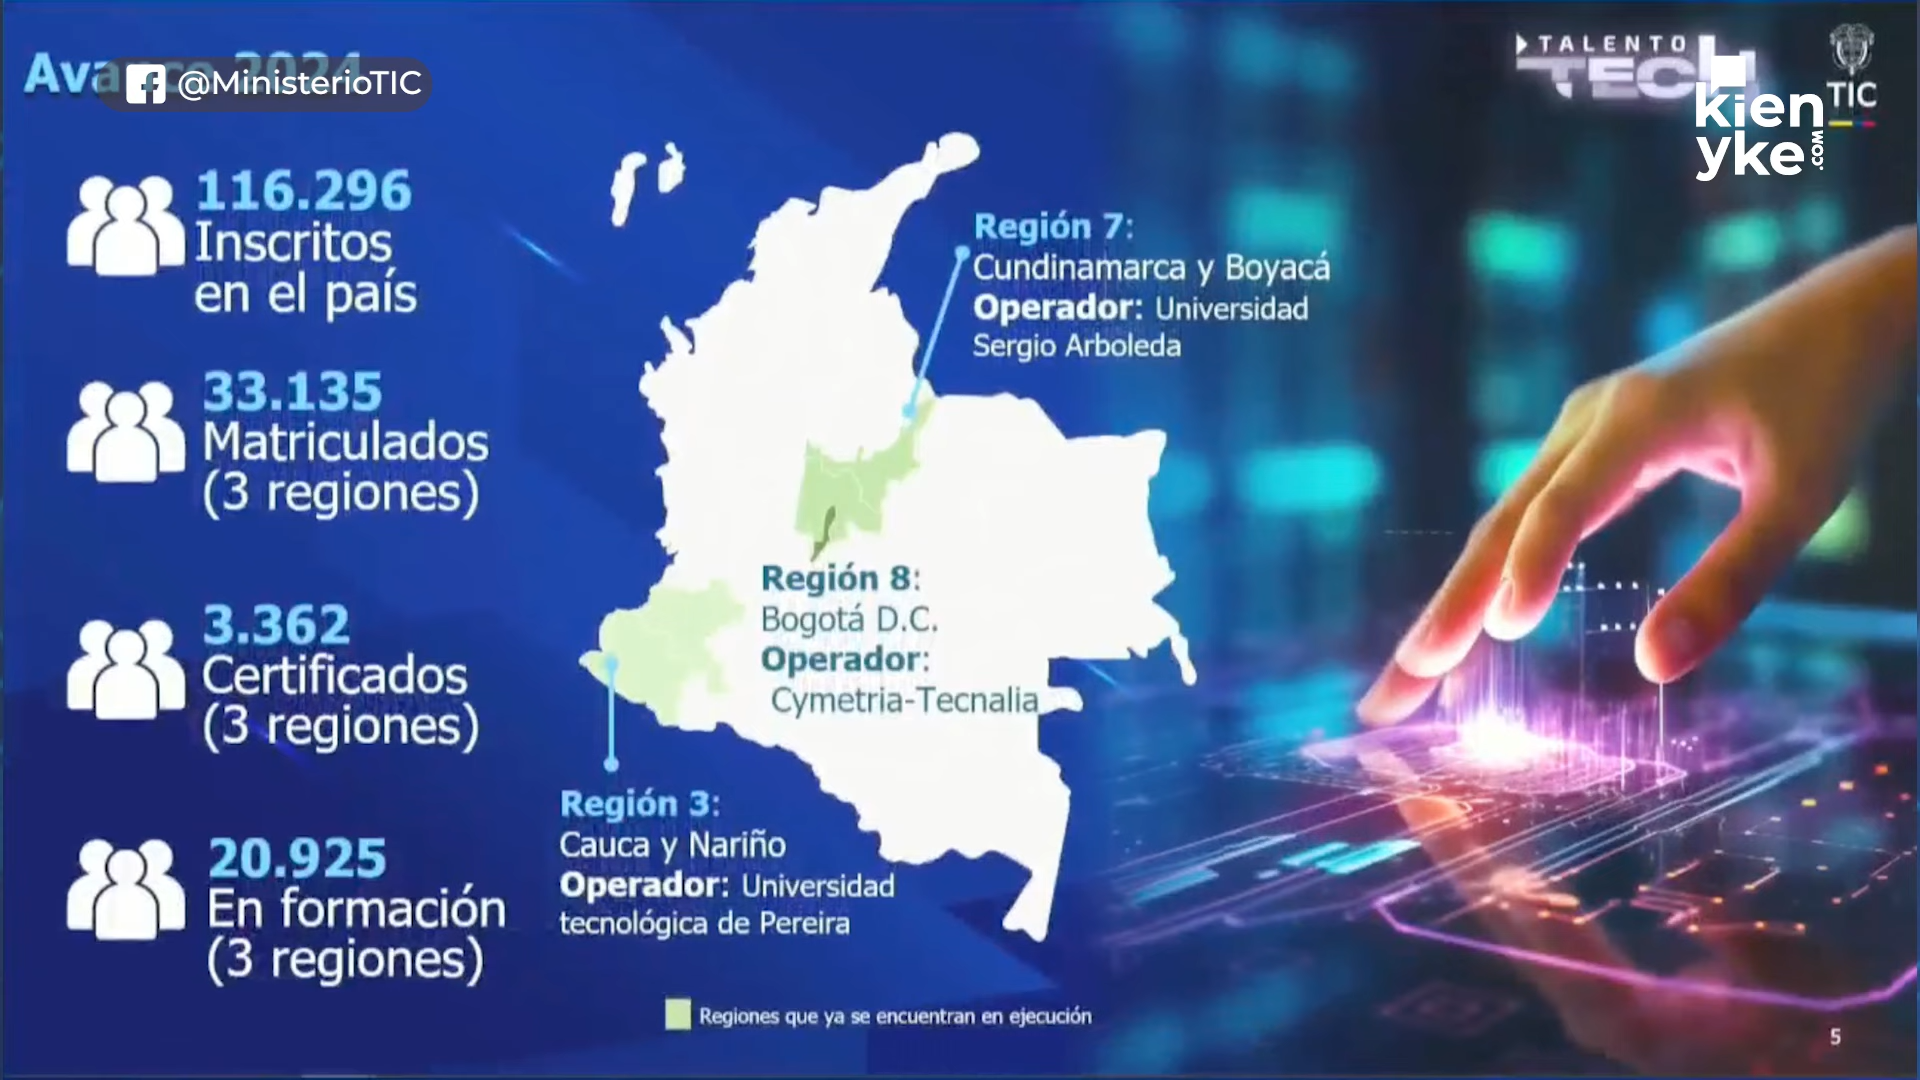 Avance 2024
@MinisterioTIC
TALENTO
TECH
TIC
kien
yke
.com
116.296
Inscritos
en el país
33.135
Matriculados
(3 regiones)
3.362
Certificados
(3 regiones)
20.925
En formación
(3 regiones)
Región 7:
Cundinamarca y Boyacá
Operador: Universidad
Sergio Arboleda
Región 8:
Bogotá D.C.
Operador:
Cymetria-Tecnalia
Región 3:
Cauca y Nariño
Operador: Universidad
tecnológica de Pereira
Regiones que ya se encuentran en ejecución
5